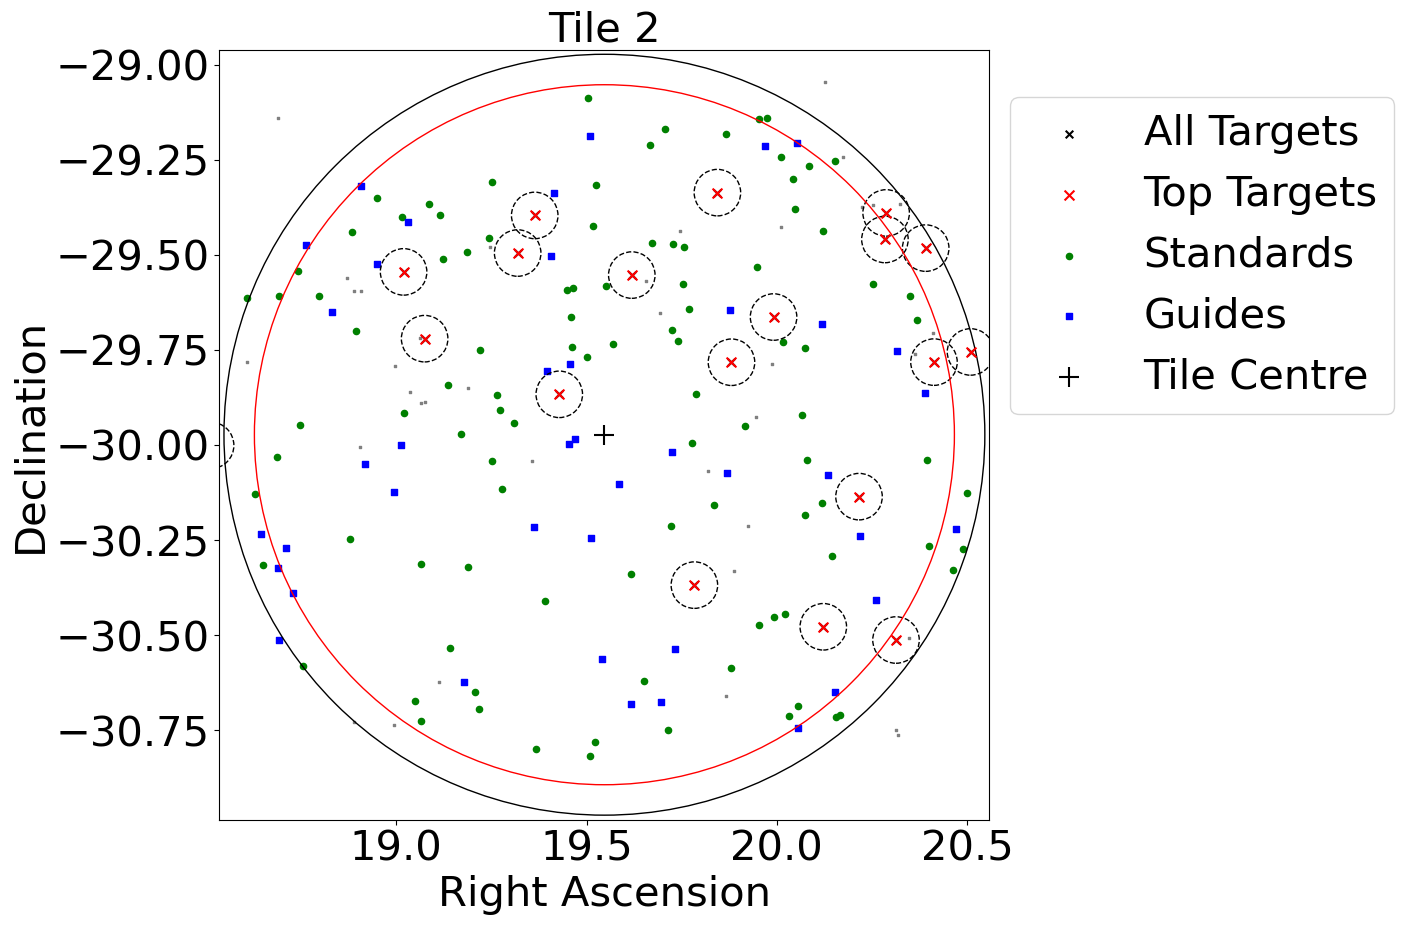 Tile 2
−29.00
−29.25
−29.50
−29.75
−30.00
−30.25
−30.50
−30.75
Declination
19.0 19.5 20.0 20.5
Right Ascension
All Targets
Top Targets
Standards
Guides
Tile Centre